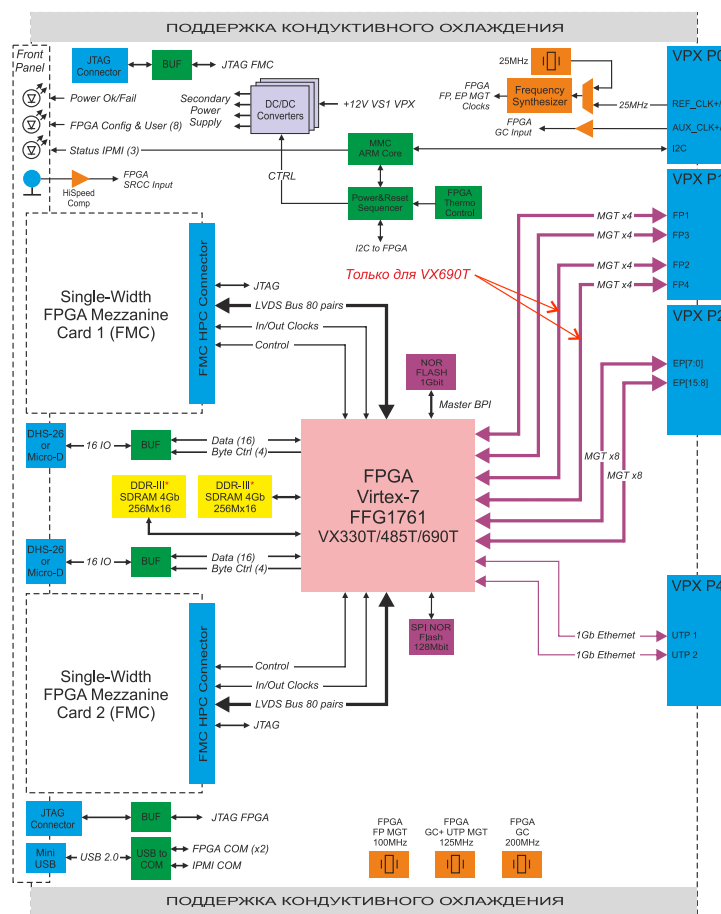 ПОДДЕРЖКА КОНДУКТИВНОГО ОХЛАЖДЕНИЯ
Front
Panel
JTAG
Connector
BUF
JTAG FMC
25MHz
VPX P0
Power Ok/Fail
FPGA Config & User (8)
Status IPMI (3)
Secondary
Power
Supply
DC/DC
Converters
+12V VS1 VPX
FPGA
FP, EP MGT
Clocks
Frequency
Synthesizer
25MHz
REF_CLK+/
FPGA
GC Input
AUX_CLK+/
I2C
MMC
ARM Core
CTRL
HiSpeed
Comp
FPGA
SRCC Input
Power&Reset
Sequencer
FPGA
Thermo
Control
I2C to FPGA
VPX P1
MGT x4
FP1
MGT x4
FP3
MGT x4
FP2
MGT x4
FP4
Только для VX690T
Single-Width
FPGA Mezzanine
Card 1 (FMC)
FMC HPC Connector
JTAG
LVDS Bus 80 pairs
In/Out Clocks
Control
VPX P2
EP[7:0]
EP[15:8]
MGT x8
MGT x8
NOR
FLASH
1Gbit
Master BPI
DHS-26
or
Micro-D
16 IO
BUF
Data (16)
Byte Ctrl (4)
DDR-III*
SDRAM 4Gb
256Mx16
DDR-III*
SDRAM 4Gb
256Mx16
FPGA
Virtex-7
FFG1761
VX330T/485T/690T
DHS-26
or
Micro-D
16 IO
BUF
Data (16)
Byte Ctrl (4)
SPI NOR
Flash
128Mbit
VPX P4
1Gb Ethernet
UTP 1
1Gb Ethernet
UTP 2
Single-Width
FPGA Mezzanine
Card 2 (FMC)
FMC HPC Connector
Control
In/Out Clocks
LVDS Bus 80 pairs
JTAG
JTAG
Connector
BUF
JTAG FPGA
Mini
USB
USB 2.0
USB to
COM
FPGA COM (x2)
IPMI COM
FPGA
FP MGT
100MHz
FPGA
GC+ UTP MGT
125MHz
FPGA
GC
200MHz
ПОДДЕРЖКА КОНДУКТИВНОГО ОХЛАЖДЕНИЯ